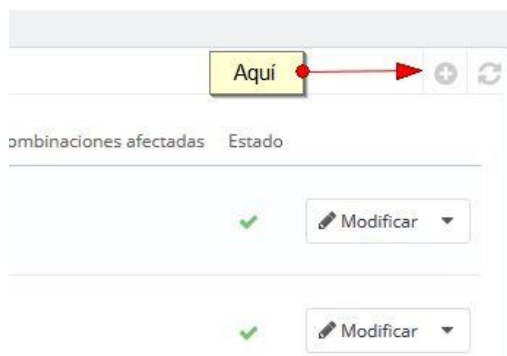 Aquí
ombinaciones afectadas Estado
Modificar
Modificar